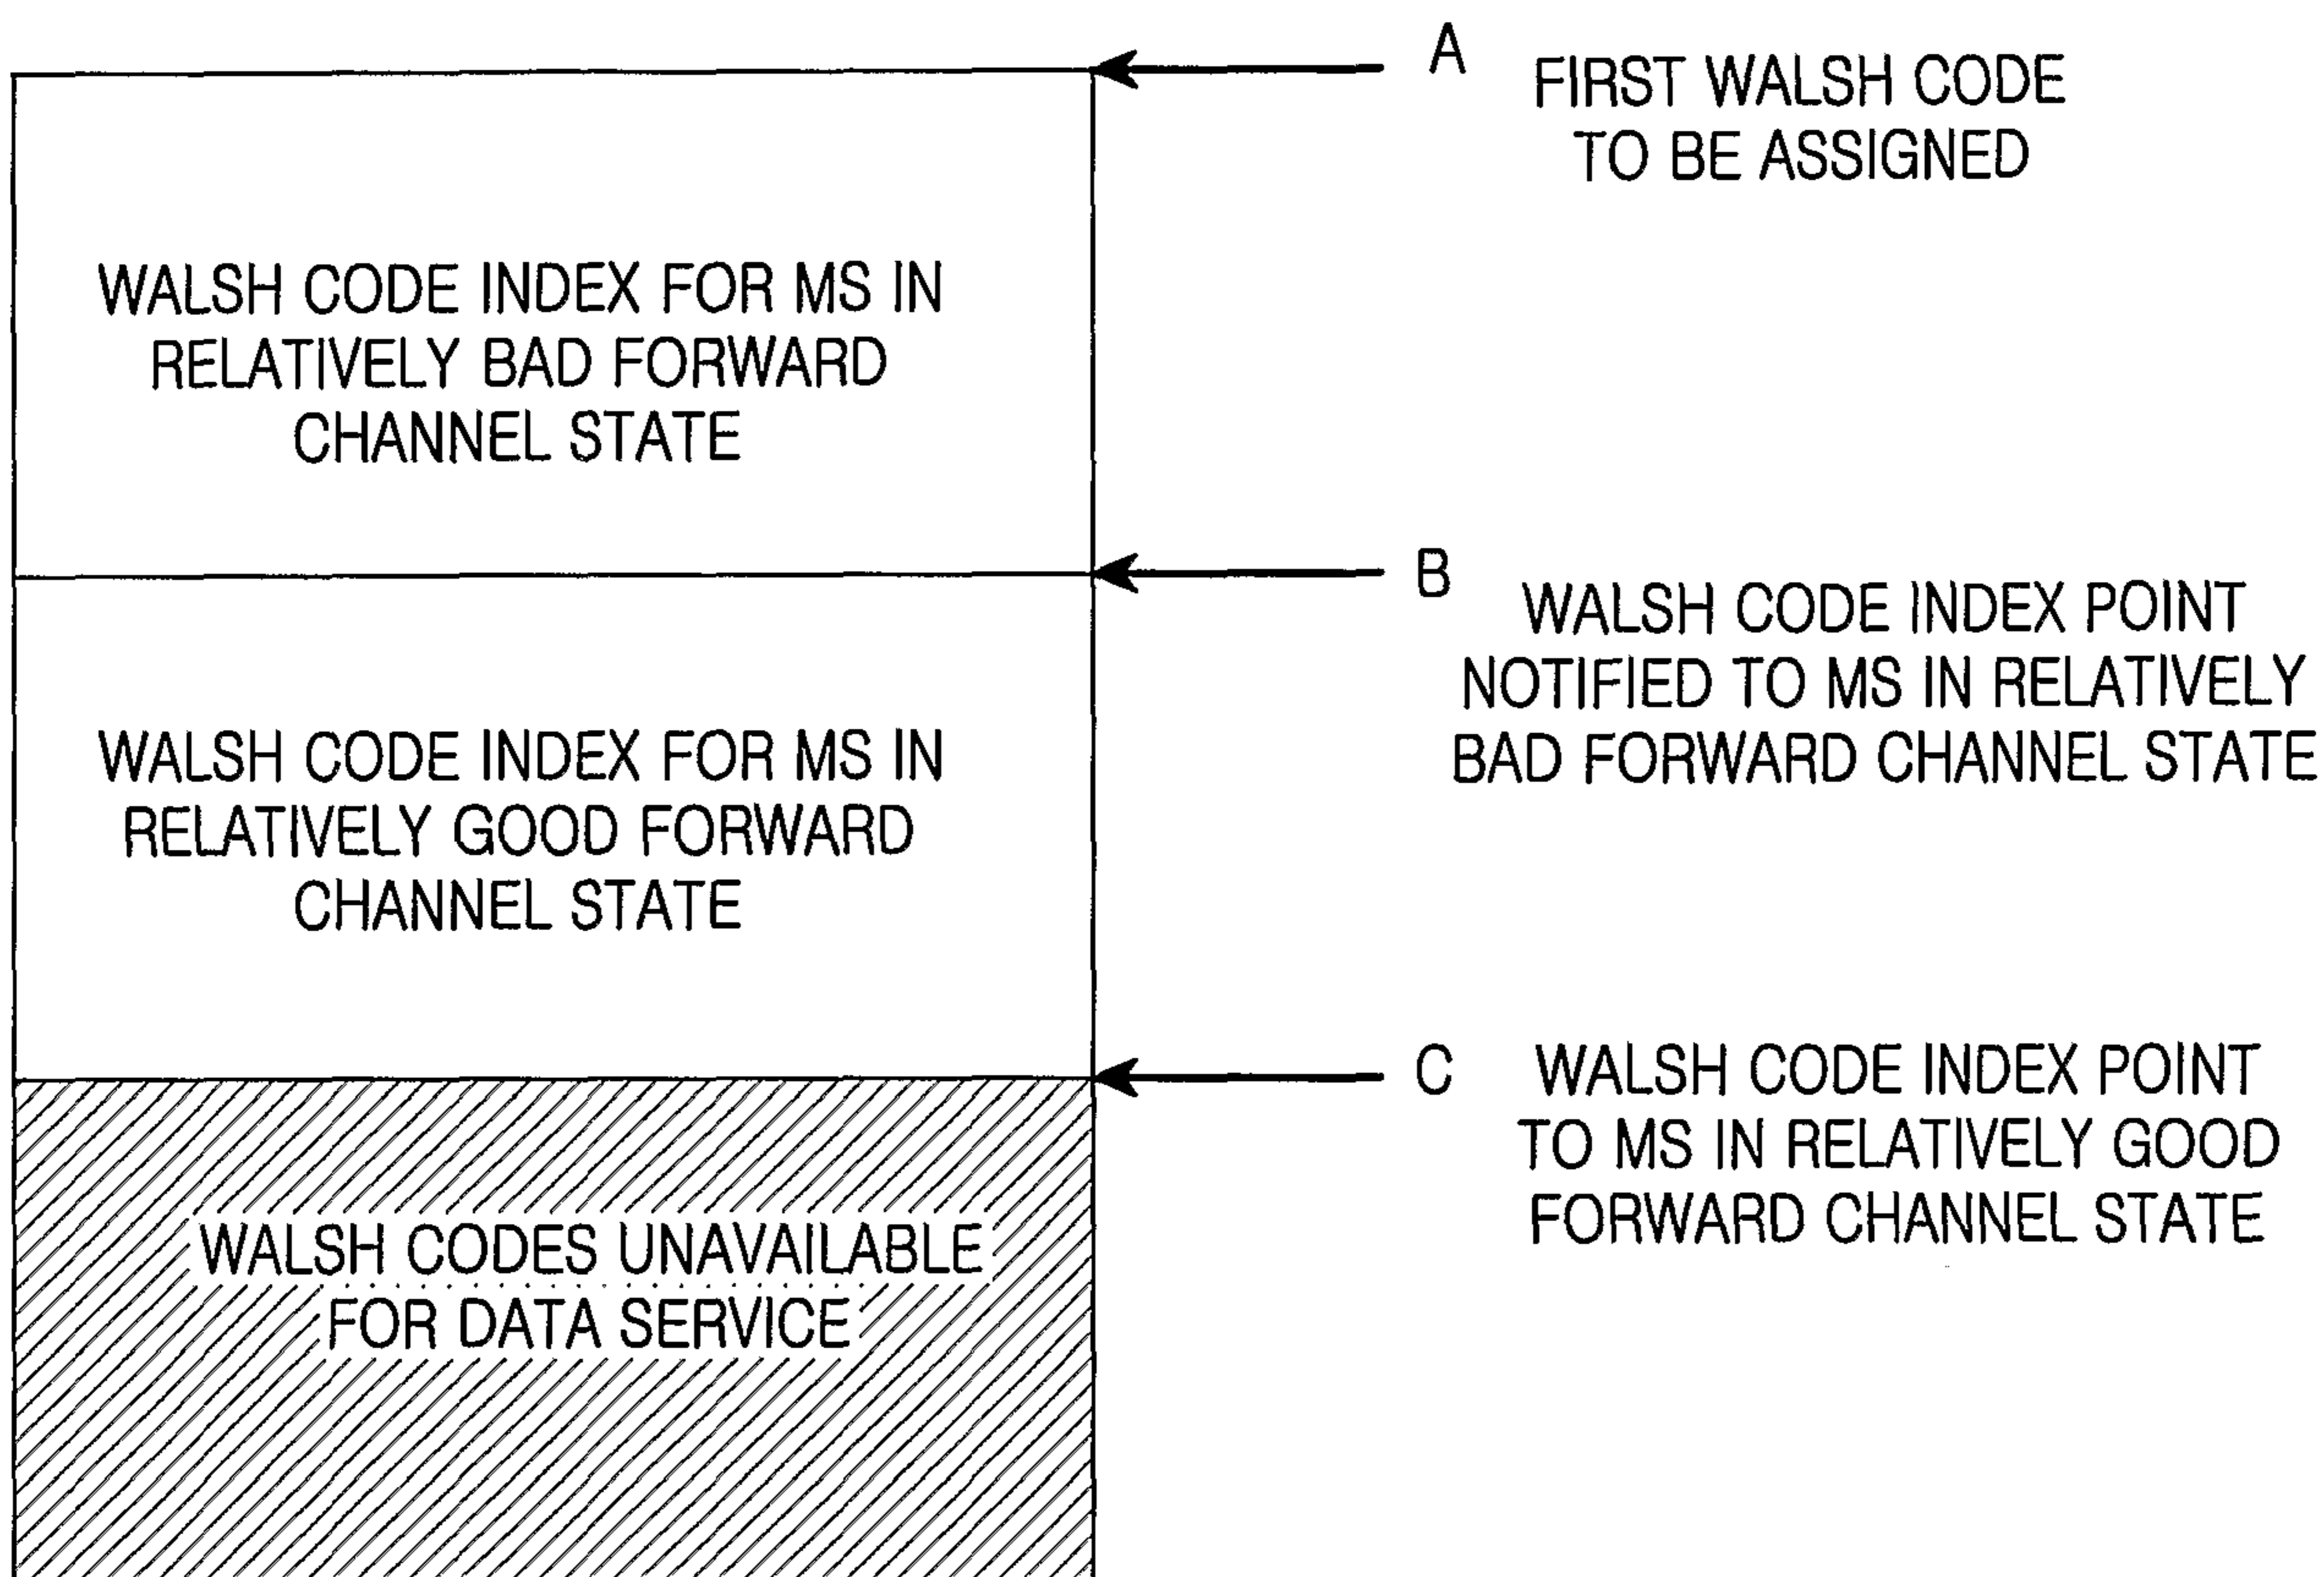 A
FIRST WALSH CODE
TO BE ASSIGNED
WALSH CODE INDEX FOR MS IN
RELATIVELY BAD FORWARD
CHANNEL STATE
B
WALSH CODE INDEX POINT
NOTIFIED TO MS IN RELATIVELY
BAD FORWARD CHANNEL STATE
WALSH CODE INDEX FOR MS IN
RELATIVELY GOOD FORWARD
CHANNEL STATE
C
WALSH CODE INDEX POINT
TO MS IN RELATIVELY GOOD
FORWARD CHANNEL STATE
WALSH CODES UNAVAILABLE
FOR DATA SERVICE